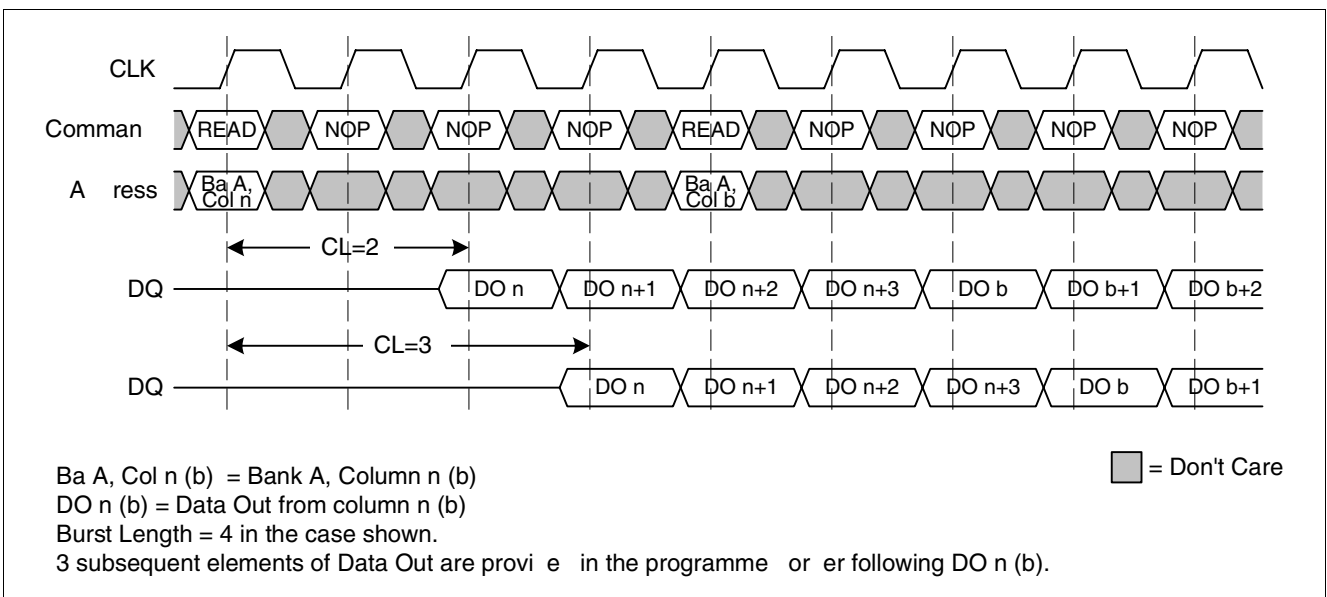 CLK
Comman READ NOP NOP NOP READ NOP NOP NOP NOP
A ress Ba A, Col n Ba A, Col b
CL=2
DQ DO n DO n+1 DO n+2 DO n+3 DO b DO b+1 DO b+2
CL=3
DQ DO n DO n+1 DO n+2 DO n+3 DO b DO b+1
Ba A, Col n (b) = Bank A, Column n (b)
= Don't Care
DO n (b) = Data Out from column n (b)
Burst Length = 4 in the case shown.
3 subsequent elements of Data Out are provi e in the programme or er following DO n (b).